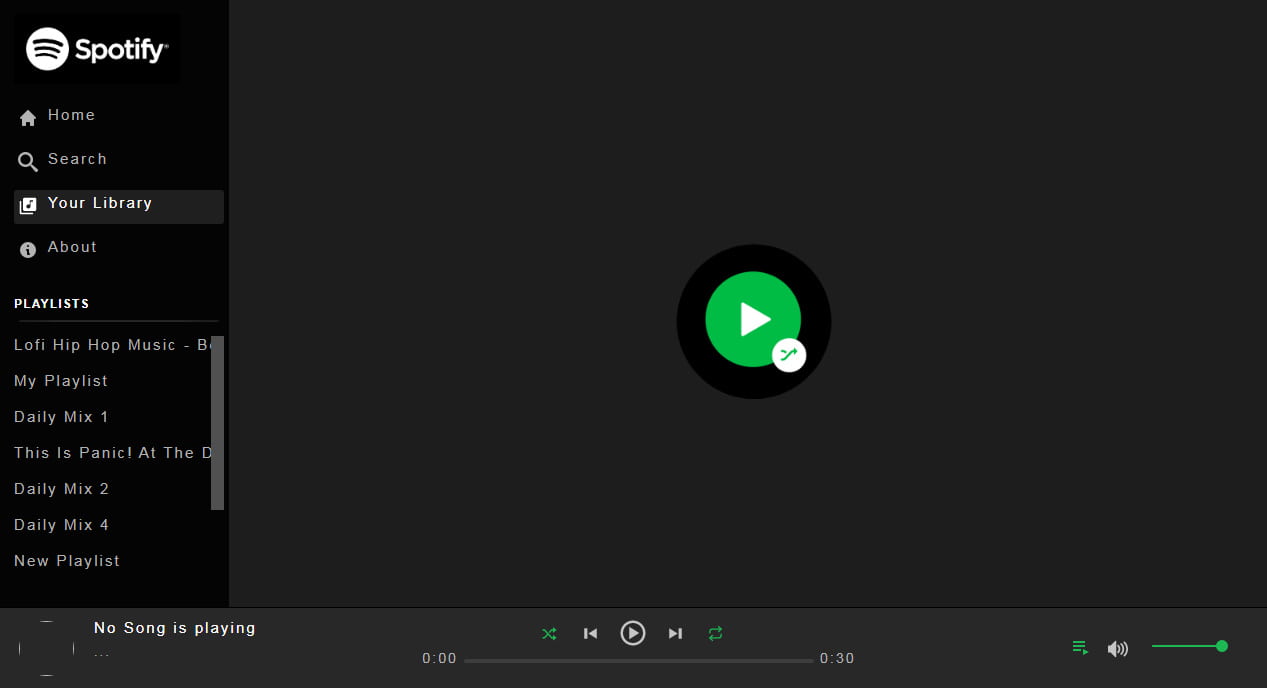 Spotify®
Home
Search
Your Library
About
PLAYLISTS
Lofi Hip Hop Music - B
My Playlist
Daily Mix 1
This Is Panic! At The D
Daily Mix 2
Daily Mix 4
New Playlist
No Song is playing
...
0:00
0:30